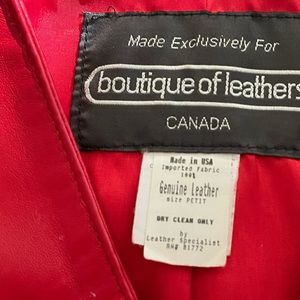 Made Exclusively For
boutique of leathers
CANADA
Made in USA
Imported Fabric
100%
Genuine Leather
size PETIT
DRY CLEAN ONLY
by
Leather Specialist
RN# 81772